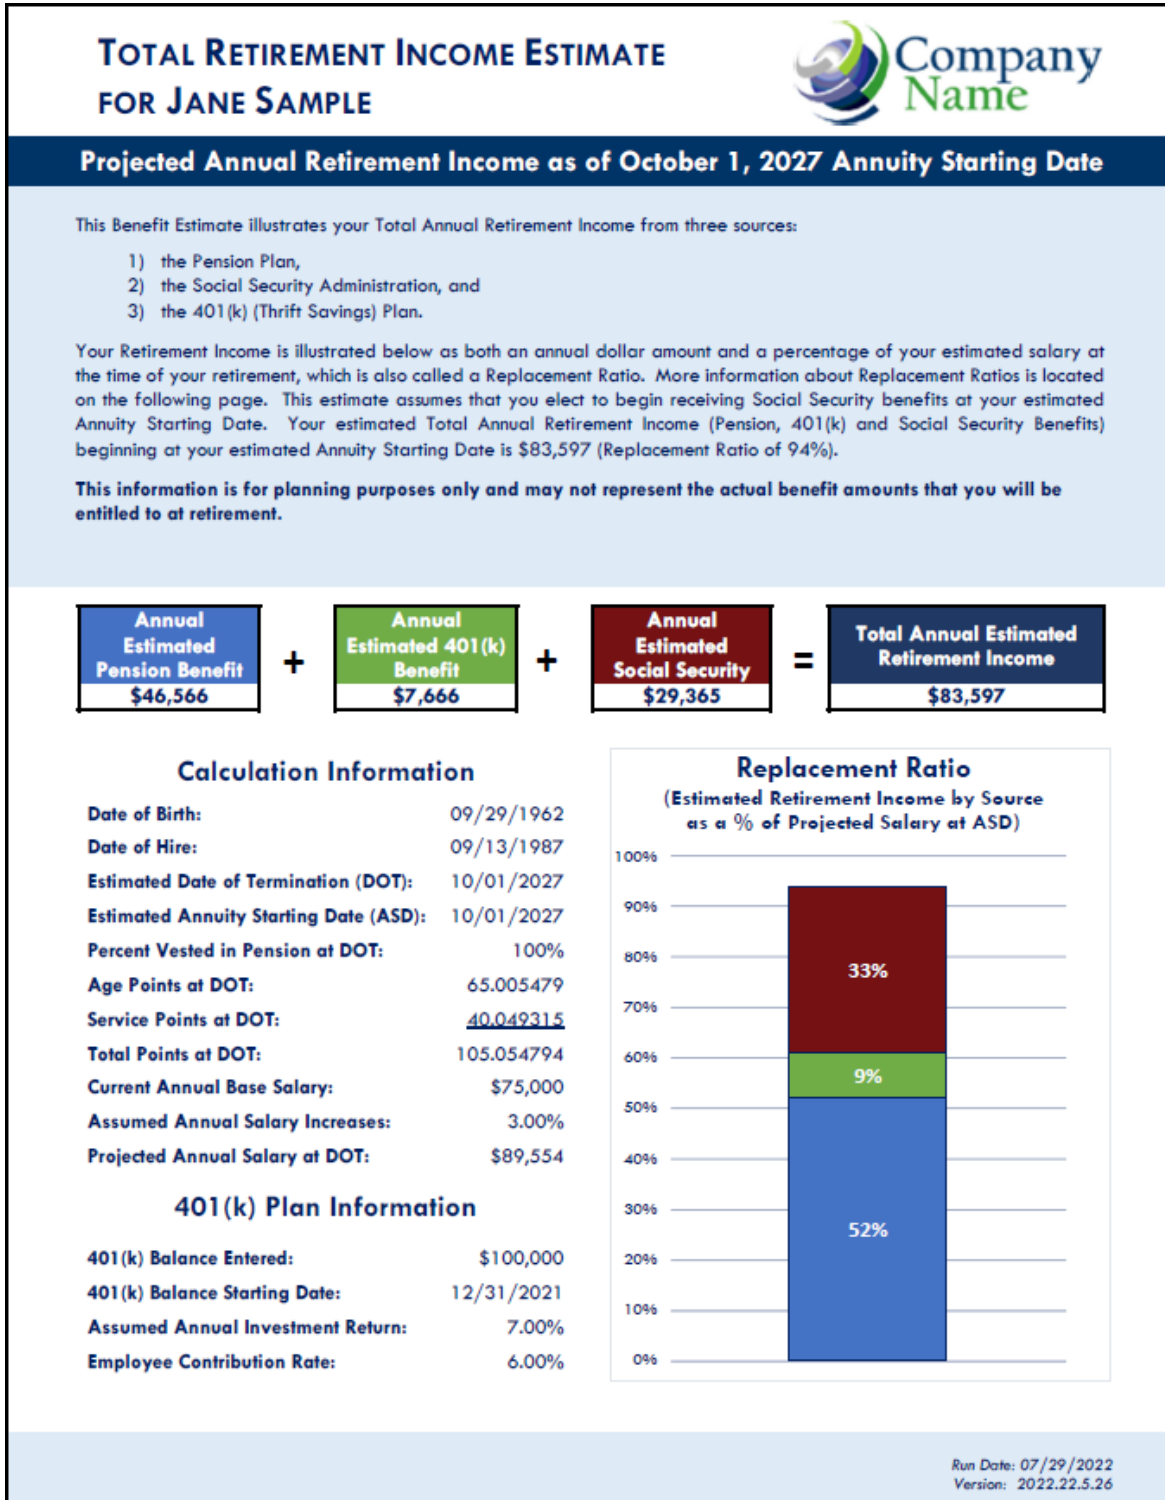 TOTAL RETIREMENT INCOME ESTIMATE
FOR JANE SAMPLE
Company
Name
Projected Annual Retirement Income as of October 1, 2027 Annuity Starting Date
This Benefit Estimate illustrates your Total Annual Retirement Income from three sources:
1) the Pension Plan,
2) the Social Security Administration, and
3) the 401(k) (Thrift Savings) Plan.
Your Retirement Income is illustrated below as both an annual dollar amount and a percentage of your estimated salary at
the time of your retirement, which is also called a Replacement Ratio. More information about Replacement Ratios is located
on the following page. This estimate assumes that you elect to begin receiving Social Security benefits at your estimated
Annuity Starting Date. Your estimated Total Annual Retirement Income (Pension, 401(k) and Social Security Benefits)
beginning at your estimated Annuity Starting Date is $83,597 (Replacement Ratio of 94%).
This information is for planning purposes only and may not represent the actual benefit amounts that you will be
entitled to at retirement.
Annual
Estimated
Pension Benefit
$46,566
+
Annual
Estimated 401(k)
Benefit
$7,666
+
Annual
Estimated
Social Security
$29,365
=
Total Annual Estimated
Retirement Income
$83,597
Calculation Information
Date of Birth: 09/29/1962
Date of Hire: 09/13/1987
Estimated Date of Termination (DOT): 10/01/2027
Estimated Annuity Starting Date (ASD): 10/01/2027
Percent Vested in Pension at DOT: 100%
Age Points at DOT: 65.005479
Service Points at DOT: 40.049315
Total Points at DOT: 105.054794
Current Annual Base Salary: $75,000
Assumed Annual Salary Increases: 3.00%
Projected Annual Salary at DOT: $89,554
401(k) Plan Information
401(k) Balance Entered: $100,000
401(k) Balance Starting Date: 12/31/2021
Assumed Annual Investment Return: 7.00%
Employee Contribution Rate: 6.00%
Replacement Ratio
(Estimated Retirement Income by Source
as a % of Projected Salary at ASD)
100%
90%
80%
33%
70%
60%
9%
50%
40%
30%
52%
20%
10%
0%
Run Date: 07/29/2022
Version: 2022.22.5.26